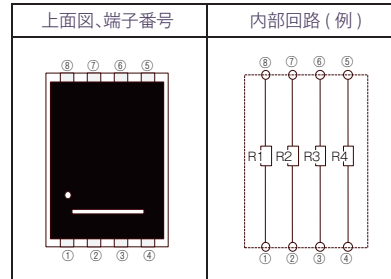 上面図、端子番号 内部回路 ( 例 )
⑧ ⑦ ⑥ ⑤ ⑧ ⑦ ⑥ ⑤
R1 R2 R3 R4
① ② ③ ④ ① ② ③ ④